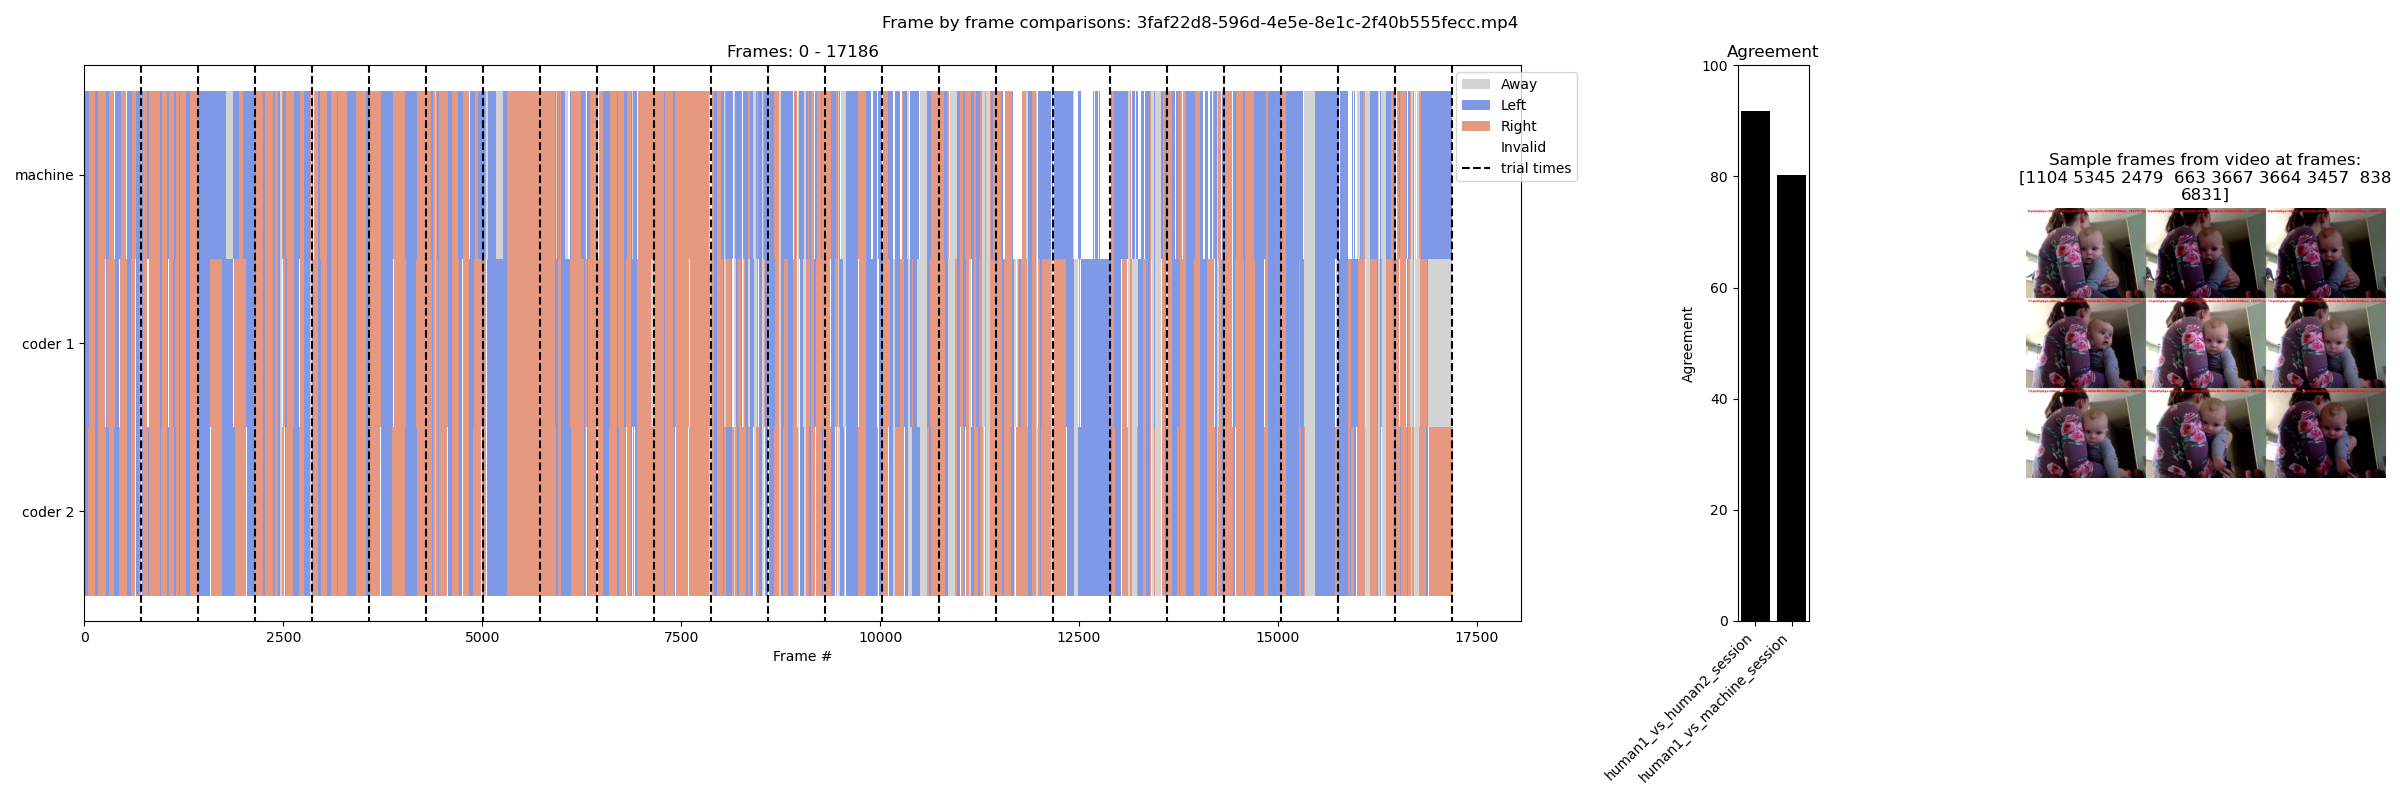 Frame by frame comparisons: 3faf22d8-596d-4e5e-8e1c-2f40b555fecc.mp4
Frames: 0 - 17186
machine
coder 1
coder 2
0
2500
5000
7500
10000
12500
15000
17500
Frame #
Away
Left
Right
Invalid
trial times
Agreement
100
80
60
40
20
0
Agreement
human1_vs_human2_session
human1_vs_machine_session
Sample frames from video at frames:
[1104 5345 2479  663 3667 3664 3457  838
6831]